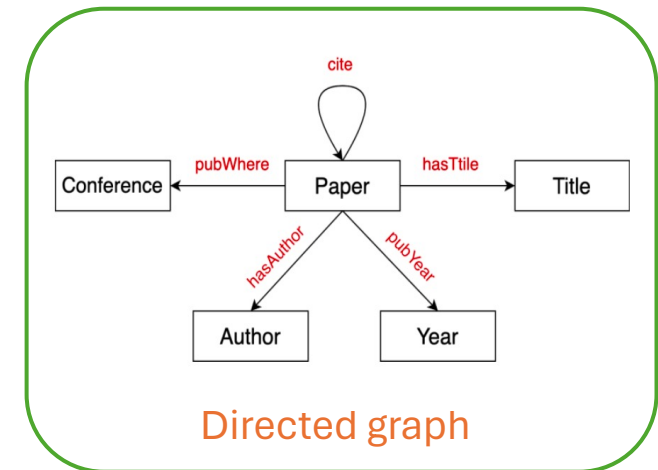 cite
pubWhere
hasTtile
Conference
Paper
Title
hasAuthor
pubYear
Author
Year
Directed graph